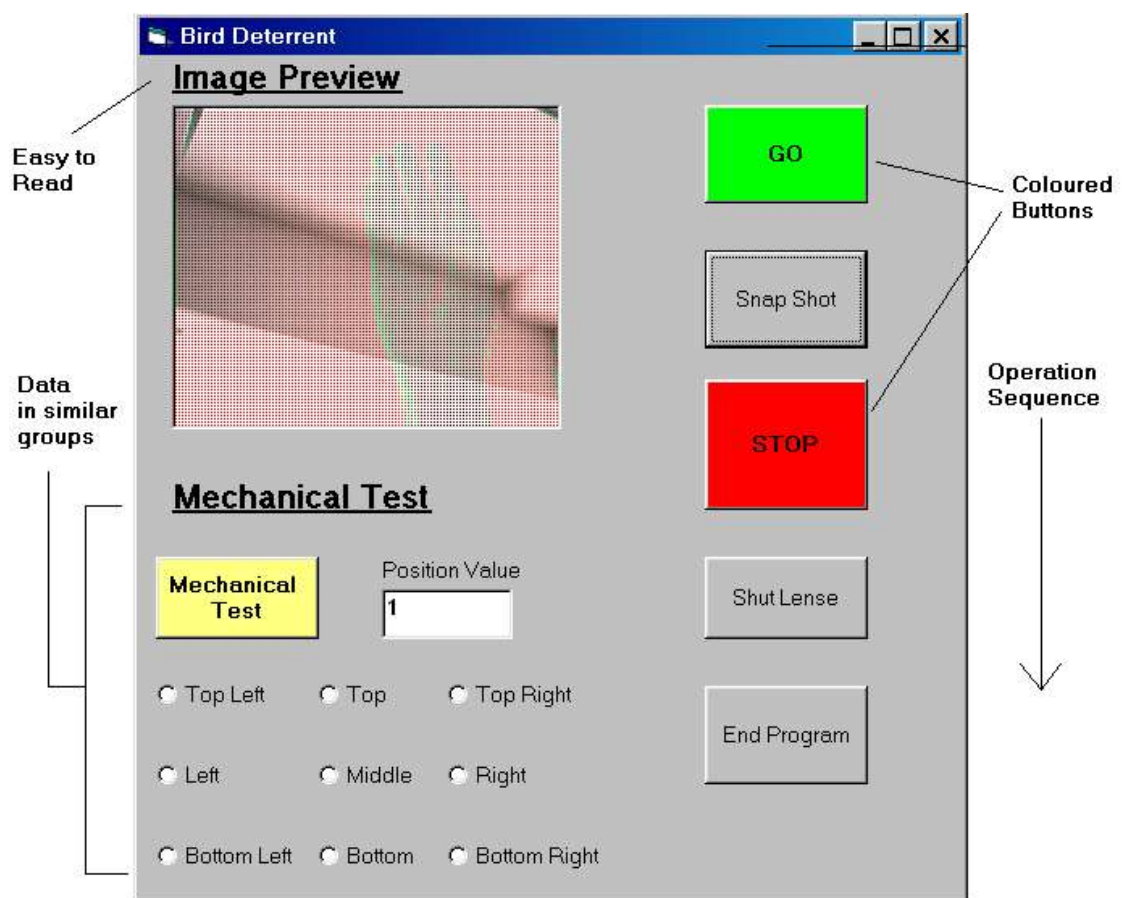 Bird Deterrent
Image Preview
Easy to
Read
GO
Coloured
Buttons
Snap Shot
Data
in similar
groups
Operation
Sequence
STOP
Mechanical Test
Mechanical
Test
Position Value
1
Shut Lense
Top Left
Top
Top Right
End Program
Left
Middle
Right
Bottom Left
Bottom
Bottom Right